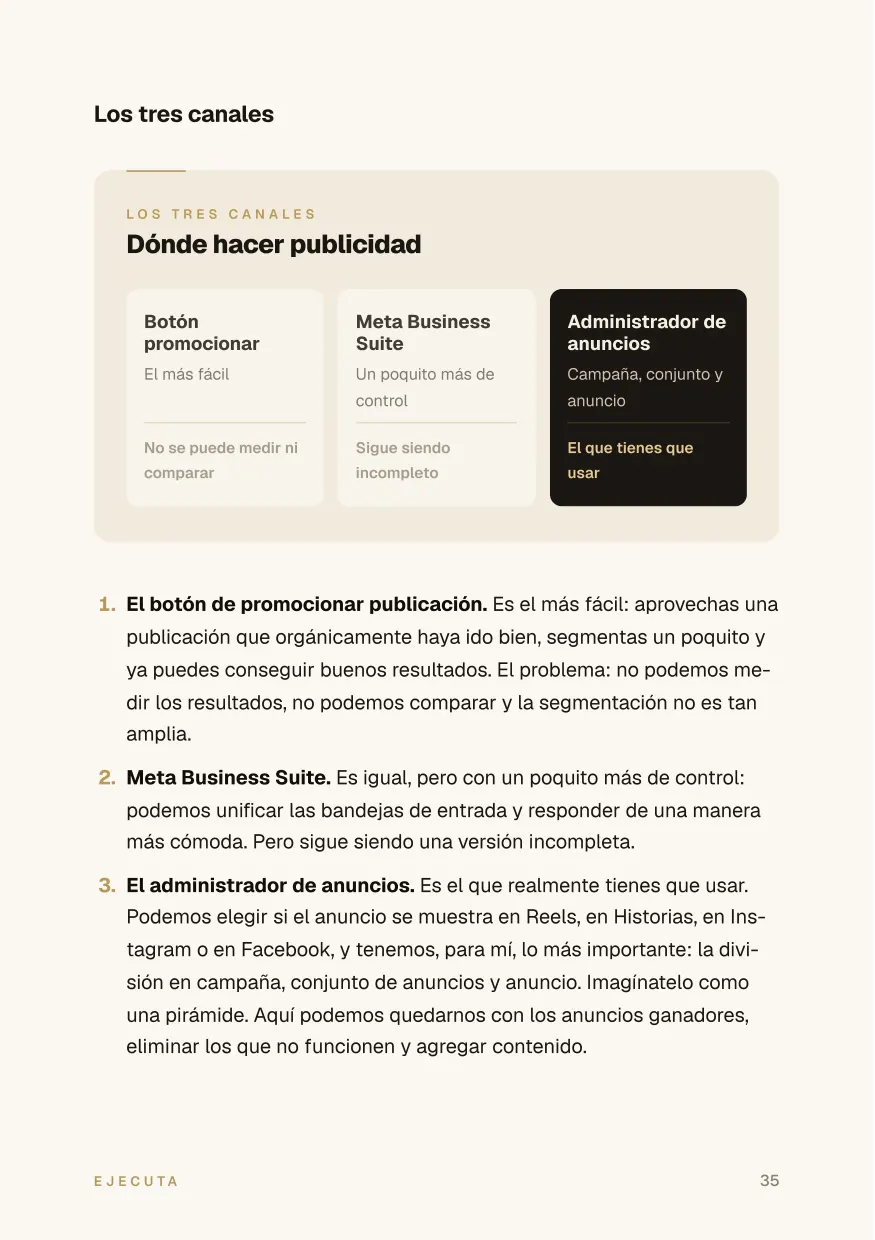 Los tres canales
LOS TRES CANALES
Dónde hacer publicidad
Botón
promocionar
El más fácil
No se puede medir ni
comparar
Meta Business
Suite
Un poquito más de
control
Sigue siendo
incompleto
Administrador de
anuncios
Campaña, conjunto y
anuncio
El que tienes que
usar
1. El botón de promocionar publicación. Es el más fácil: aprovechas una
publicación que orgánicamente haya ido bien, segmentas un poquito y
ya puedes conseguir buenos resultados. El problema: no podemos me-
dir los resultados, no podemos comparar y la segmentación no es tan
amplia.
2. Meta Business Suite. Es igual, pero con un poquito más de control:
podemos unificar las bandejas de entrada y responder de una manera
más cómoda. Pero sigue siendo una versión incompleta.
3. El administrador de anuncios. Es el que realmente tienes que usar.
Podemos elegir si el anuncio se muestra en Reels, en Historias, en Ins-
tagram o en Facebook, y tenemos, para mí, lo más importante: la divi-
sión en campaña, conjunto de anuncios y anuncio. Imagínatelo como
una pirámide. Aquí podemos quedarnos con los anuncios ganadores,
eliminar los que no funcionen y agregar contenido.
EJECUTA
35